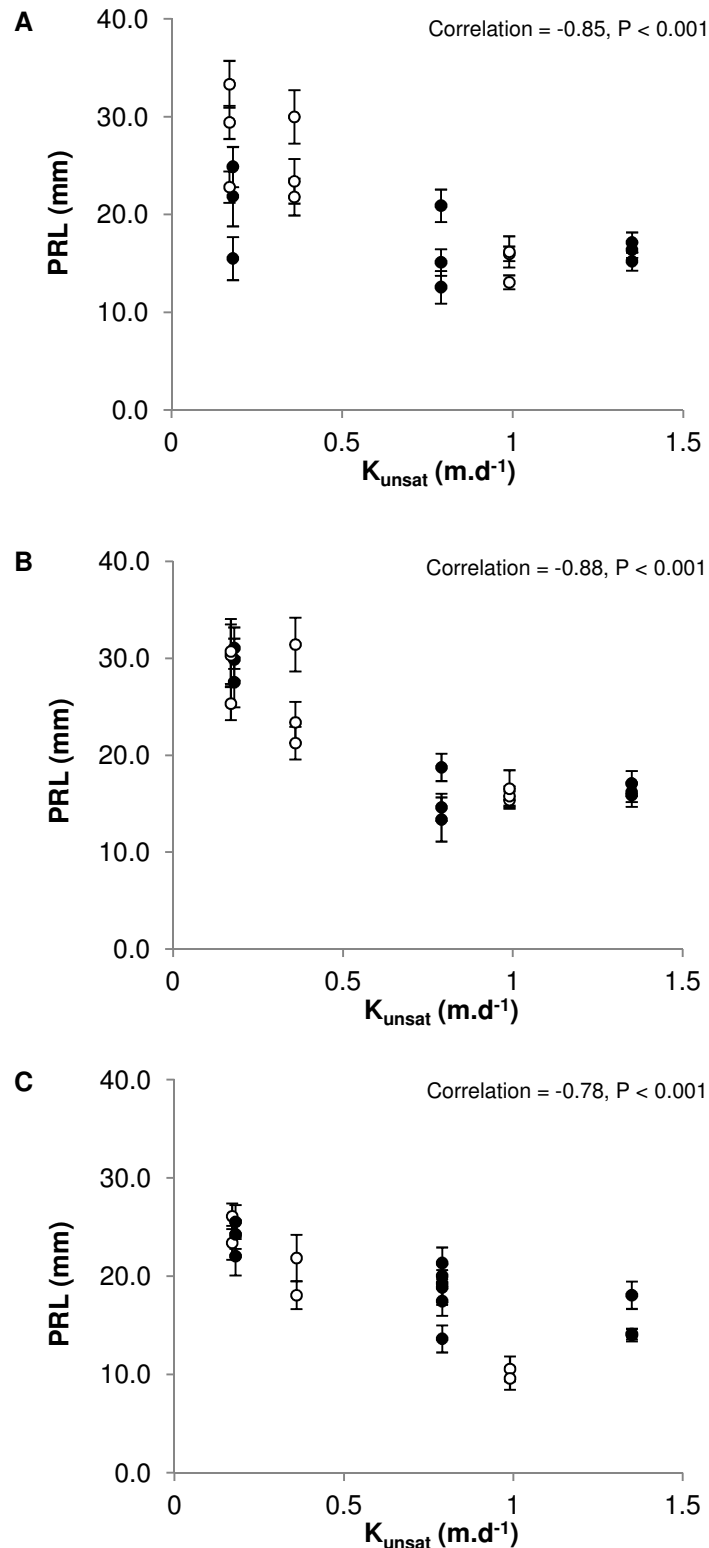 A
Correlation = -0.85, P < 0.001
40.0
30.0
20.0
10.0
0.0
PRL (mm)
0 0.5 1 1.5
Kunsat (m.d-1)
B
Correlation = -0.88, P < 0.001
40.0
30.0
20.0
10.0
0.0
PRL (mm)
0 0.5 1 1.5
Kunsat (m.d-1)
C
Correlation = -0.78, P < 0.001
40.0
30.0
20.0
10.0
0.0
PRL (mm)
0 0.5 1 1.5
Kunsat (m.d-1)